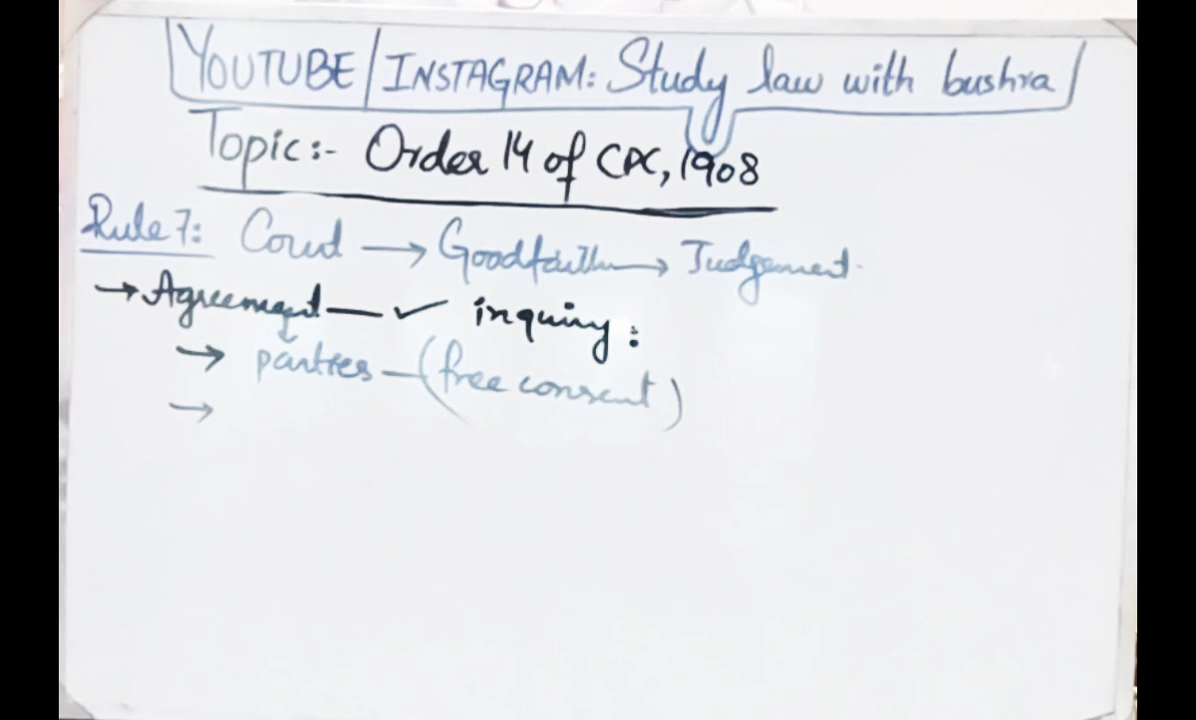 YOUTUBE/INSTAGRAM: Study law with bushra
Topic:- Order 14 of CPC, 1908
Rule 7: Court → Goodfaith → Judgement.
→ Agreement — ✓ inquiry:
→ parties — (free consent)
→